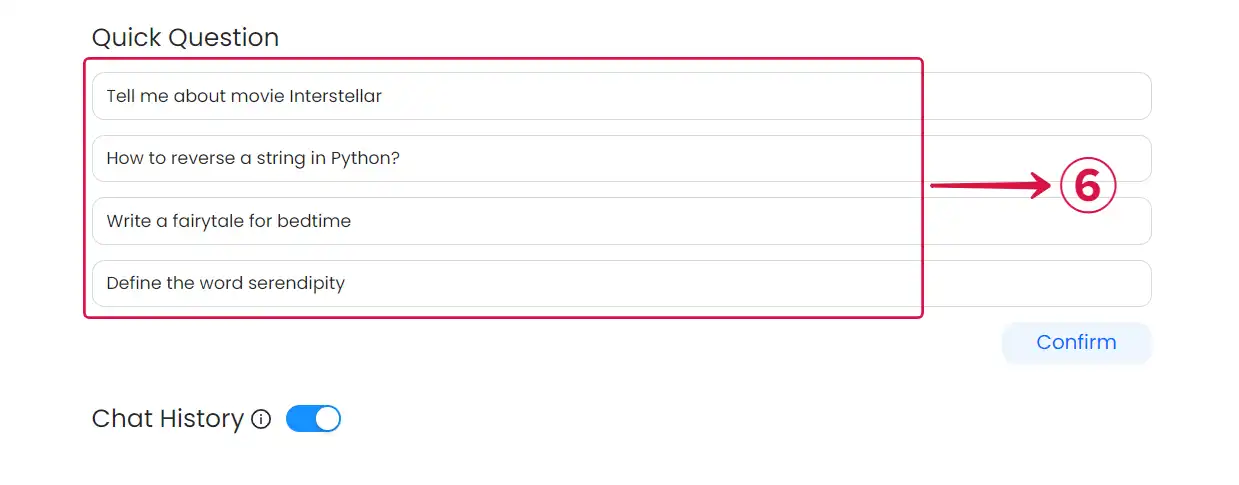 Quick Question
Tell me about movie Interstellar
How to reverse a string in Python?
6
Write a fairytale for bedtime
Define the word serendipity
Confirm
Chat History